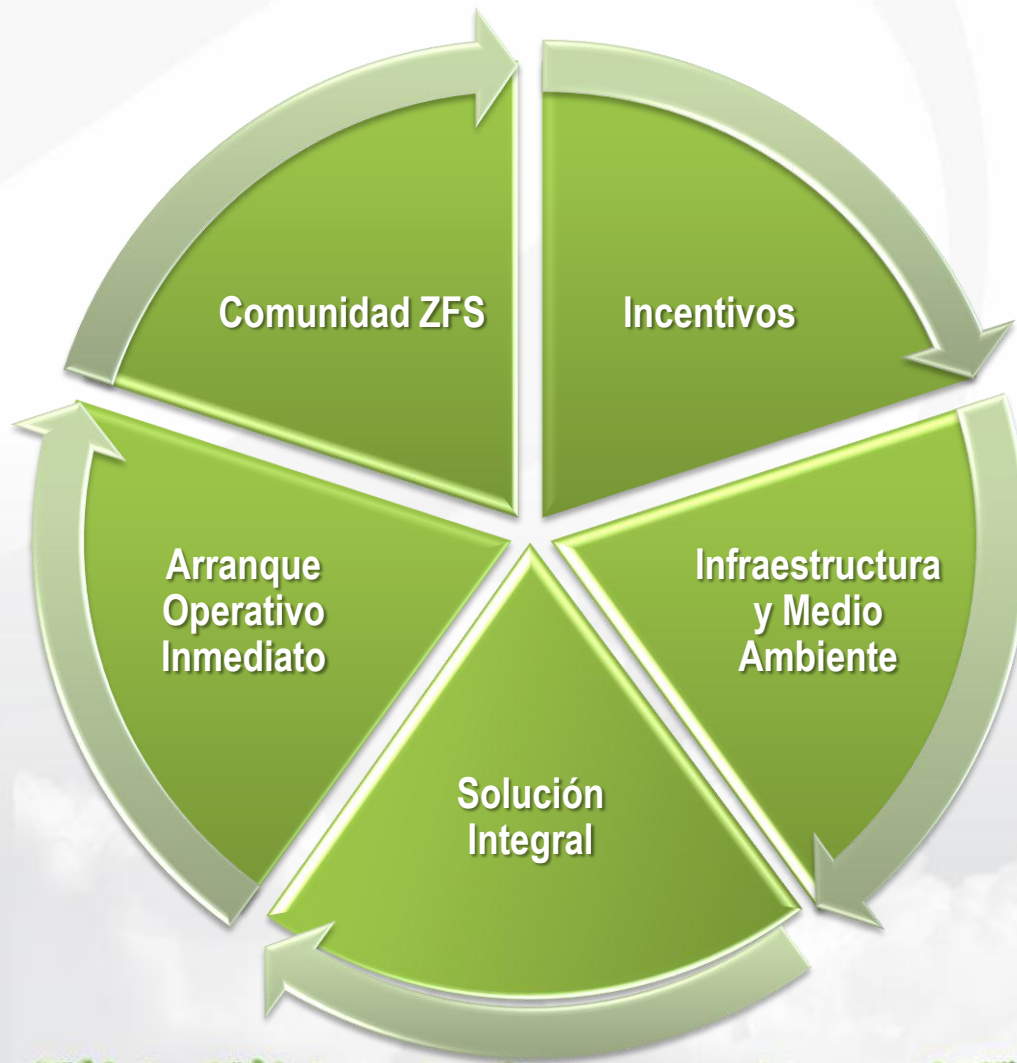 Comunidad ZFS
Incentivos
Arranque
Operativo
Inmediato
Infraestructura
y Medio
Ambiente
Solución
Integral